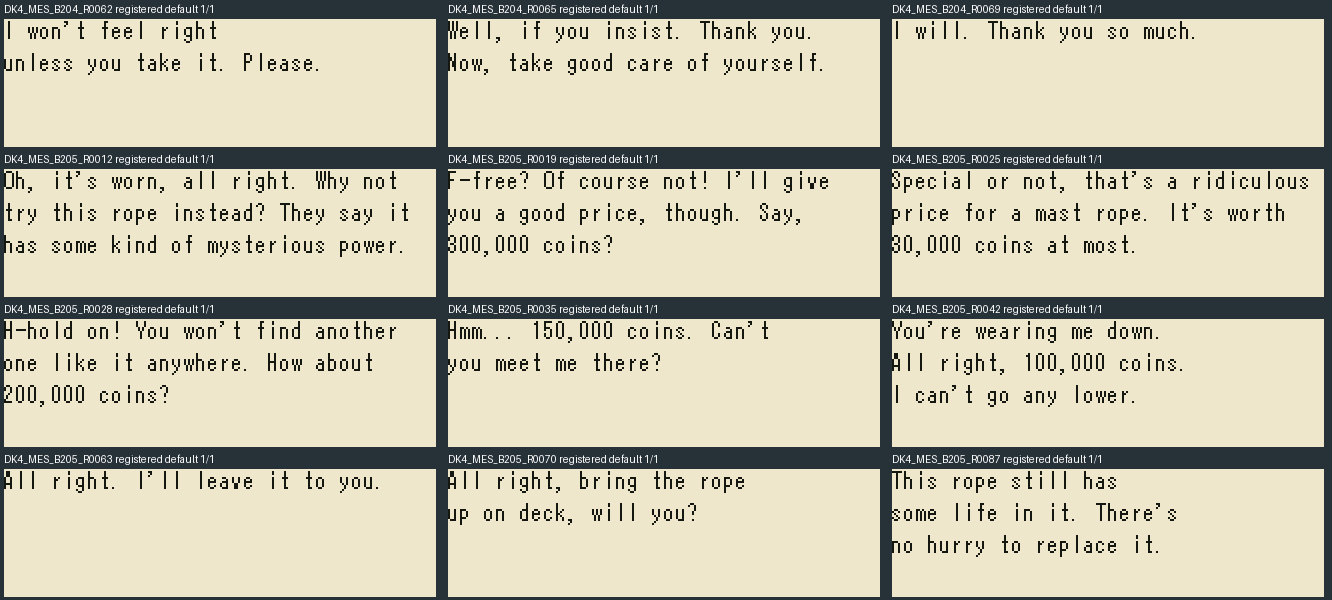 DK4_MES_B204_R0062 registered default 1/1
I won't feel right
unless you take it. Please.
DK4_MES_B204_R0065 registered default 1/1
Well, if you insist. Thank you.
Now, take good care of yourself.
DK4_MES_B204_R0069 registered default 1/1
I will. Thank you so much.
DK4_MES_B205_R0012 registered default 1/1
Oh, it's worn, all right. Why not
try this rope instead? They say it
has some kind of mysterious power.
DK4_MES_B205_R0019 registered default 1/1
F-free? Of course not! I'll give
you a good price, though. Say,
300,000 coins?
DK4_MES_B205_R0025 registered default 1/1
Special or not, that's a ridiculous
price for a mast rope. It's worth
30,000 coins at most.
DK4_MES_B205_R0028 registered default 1/1
H-hold on! You won't find another
one like it anywhere. How about
200,000 coins?
DK4_MES_B205_R0035 registered default 1/1
Hmm... 150,000 coins. Can't
you meet me there?
DK4_MES_B205_R0042 registered default 1/1
You're wearing me down.
All right, 100,000 coins.
I can't go any lower.
DK4_MES_B205_R0063 registered default 1/1
All right. I'll leave it to you.
DK4_MES_B205_R0070 registered default 1/1
All right, bring the rope
up on deck, will you?
DK4_MES_B205_R0087 registered default 1/1
This rope still has
some life in it. There's
no hurry to replace it.